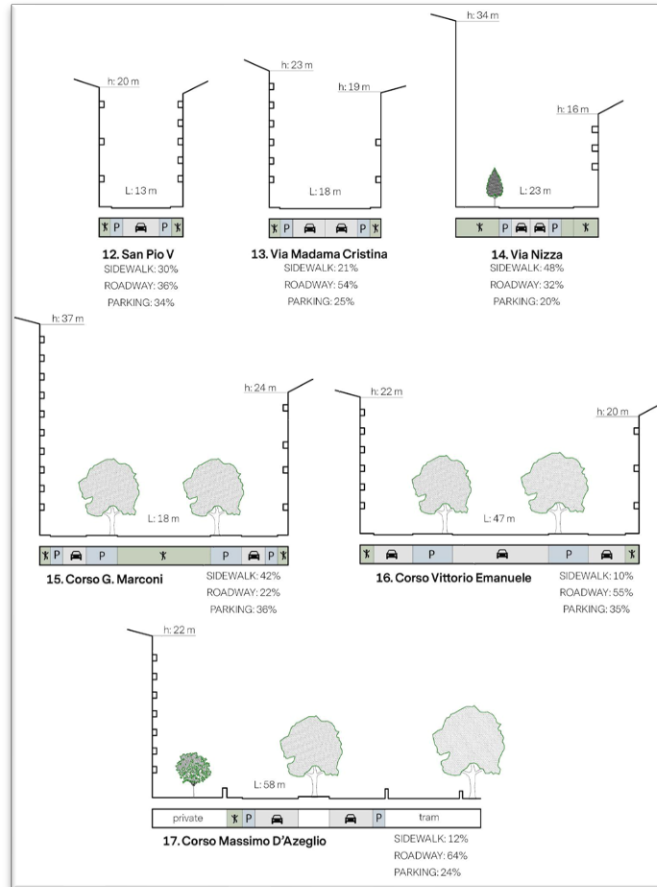 h: 20 m
L: 13 m
P
P
12. San Pio V
SIDEWALK: 30%
ROADWAY: 36%
PARKING: 34%
h: 23 m
h: 19 m
L: 18 m
P
P
13. Via Madama Cristina
SIDEWALK: 21%
ROADWAY: 54%
PARKING: 25%
h: 34 m
h: 16 m
L: 23 m
P
P
14. Via Nizza
SIDEWALK: 48%
ROADWAY: 32%
PARKING: 20%
h: 37 m
h: 24 m
L: 18 m
P
P
P
P
15. Corso G. Marconi
SIDEWALK: 42%
ROADWAY: 22%
PARKING: 36%
h: 22 m
h: 20 m
L: 47 m
P
P
16. Corso Vittorio Emanuele
SIDEWALK: 10%
ROADWAY: 55%
PARKING: 35%
h: 22 m
L: 58 m
private
P
P
tram
17. Corso Massimo D'Azeglio
SIDEWALK: 12%
ROADWAY: 64%
PARKING: 24%